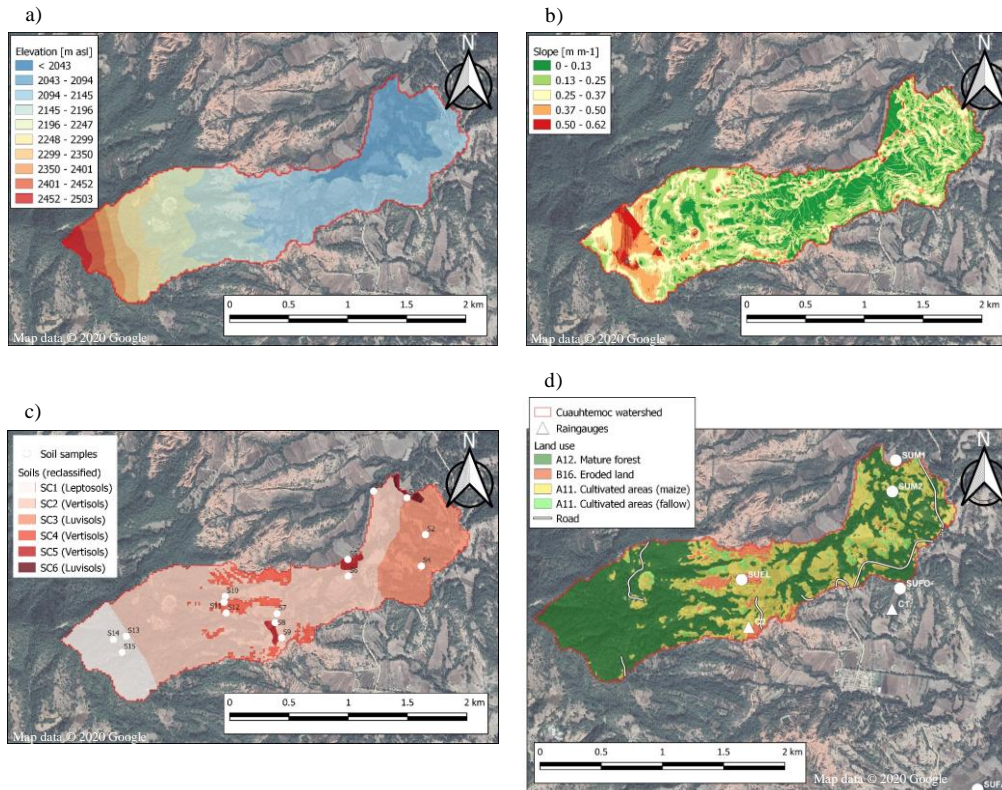 a)
N
Elevation [m asl]
< 2043
2043 - 2094
2094 - 2145
2145 - 2196
2196 - 2247
2248 - 2299
2299 - 2350
2350 - 2401
2401 - 2452
2452 - 2503
0 0.5 1 1.5 2 km
Map data © 2020 Google
b)
N
Slope [m m-1]
0 - 0.13
0.13 - 0.25
0.25 - 0.37
0.37 - 0.50
0.50 - 0.62
0 0.5 1 1.5 2 km
Map data © 2020 Google
c)
N
Soil samples
Soils (reclassified)
SC1 (Leptosols)
SC2 (Vertisols)
SC3 (Luvisols)
SC4 (Vertisols)
SC5 (Vertisols)
SC6 (Luvisols)
S2
S4
S6
S10
S11
S12
S7
S8
S9
S14
S13
S15
0 0.5 1 1.5 2 km
Map data © 2020 Google
d)
N
Cuauhtemoc watershed
Raingauges
Land use
A12. Mature forest
B16. Eroded land
A11. Cultivated areas (maize)
A11. Cultivated areas (fallow)
Road
SUM1
SUM2
SUEL
SUFO
C1
0 0.5 1 1.5 2 km
Map data © 2020 Google